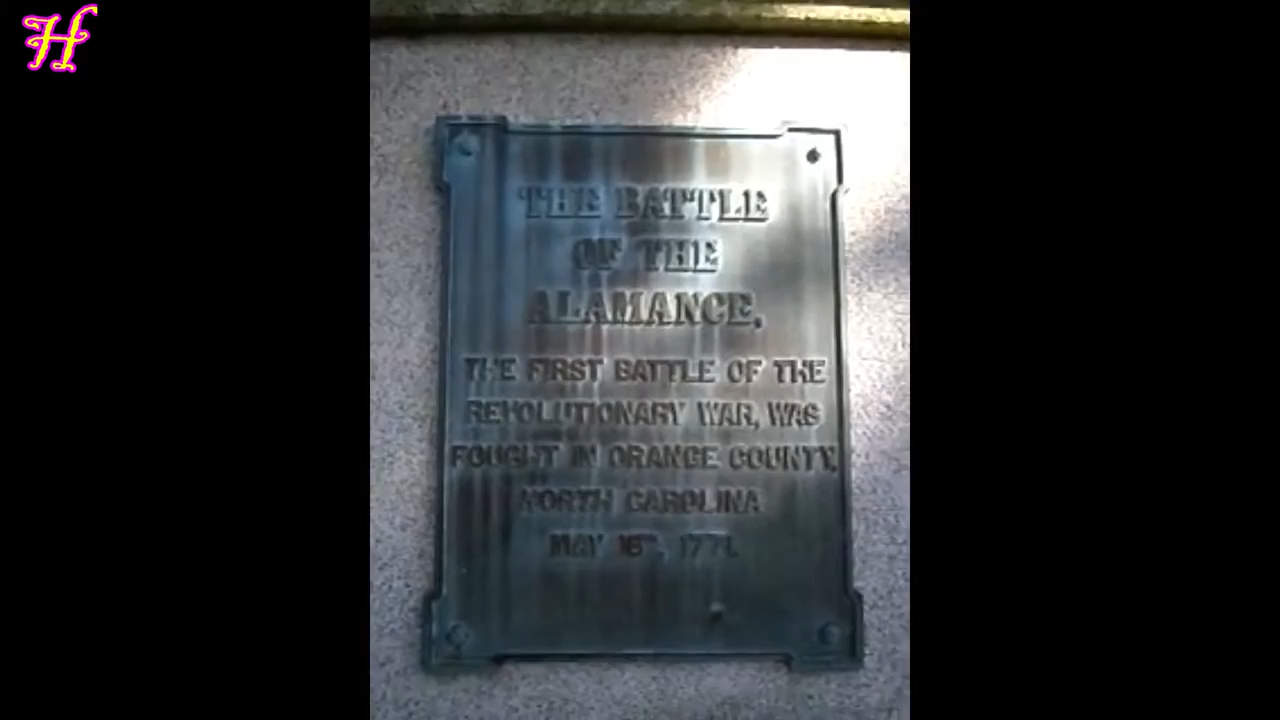 H
THE BATTLE
OF THE
ALAMANCE,
THE FIRST BATTLE OF THE
REVOLUTIONARY WAR, WAS
FOUGHT IN ORANGE COUNTY,
NORTH CAROLINA
MAY 16TH, 1771.